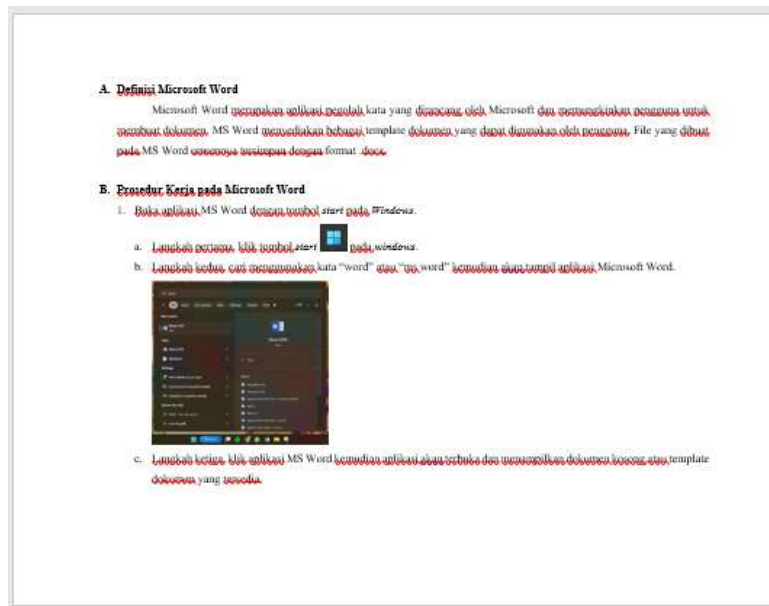 A. Definisi Microsoft Word
Microsoft Word merupakan aplikasi pegolah kata yang dirancang oleh Microsoft dan memungkinkan pengguna untuk
membuat dokumen. MS Word menyediakan bebagai template dokumen yang dapat digunakan oleh pengguna. File yang dibuat
pada MS Word umumnya tersimpan dengan format .docx.
B. Prosedur Kerja pada Microsoft Word
1. Buka aplikasi MS Word dengan tombol start pada Windows.
a. Langkah pertama, klik tombol start pada windows.
b. Langkah kedua, cari menggunakan kata “word” atau “ms word” kemudian akan tampil aplikasi Microsoft Word.
c. Langkah ketiga, klik aplikasi MS Word kemudian aplikasi akan terbuka dan menampilkan dokumen kosong atau template
dokumen yang tersedia.